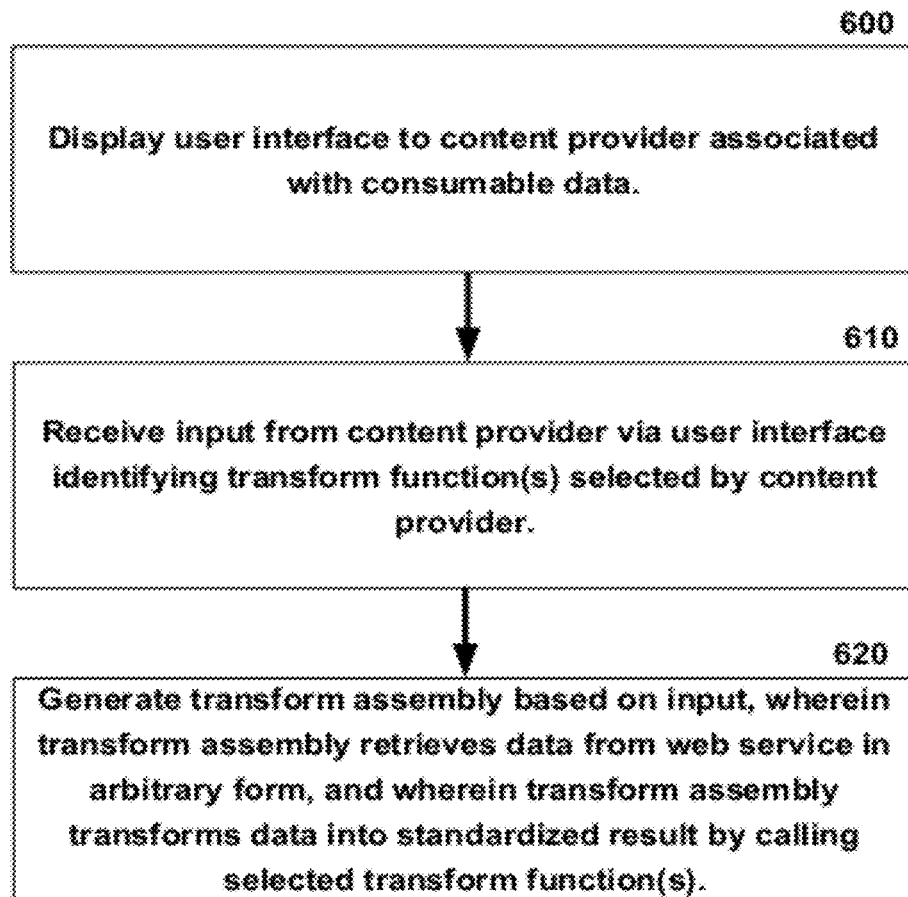 600
Display user interface to content provider associated
with consumable data.
610
Receive input from content provider via user interface
identifying transform function(s) selected by content
provider.
620
Generate transform assembly based on input, wherein
transform assembly retrieves data from web service in
arbitrary form, and wherein transform assembly
transforms data into standardized result by calling
selected transform function(s).